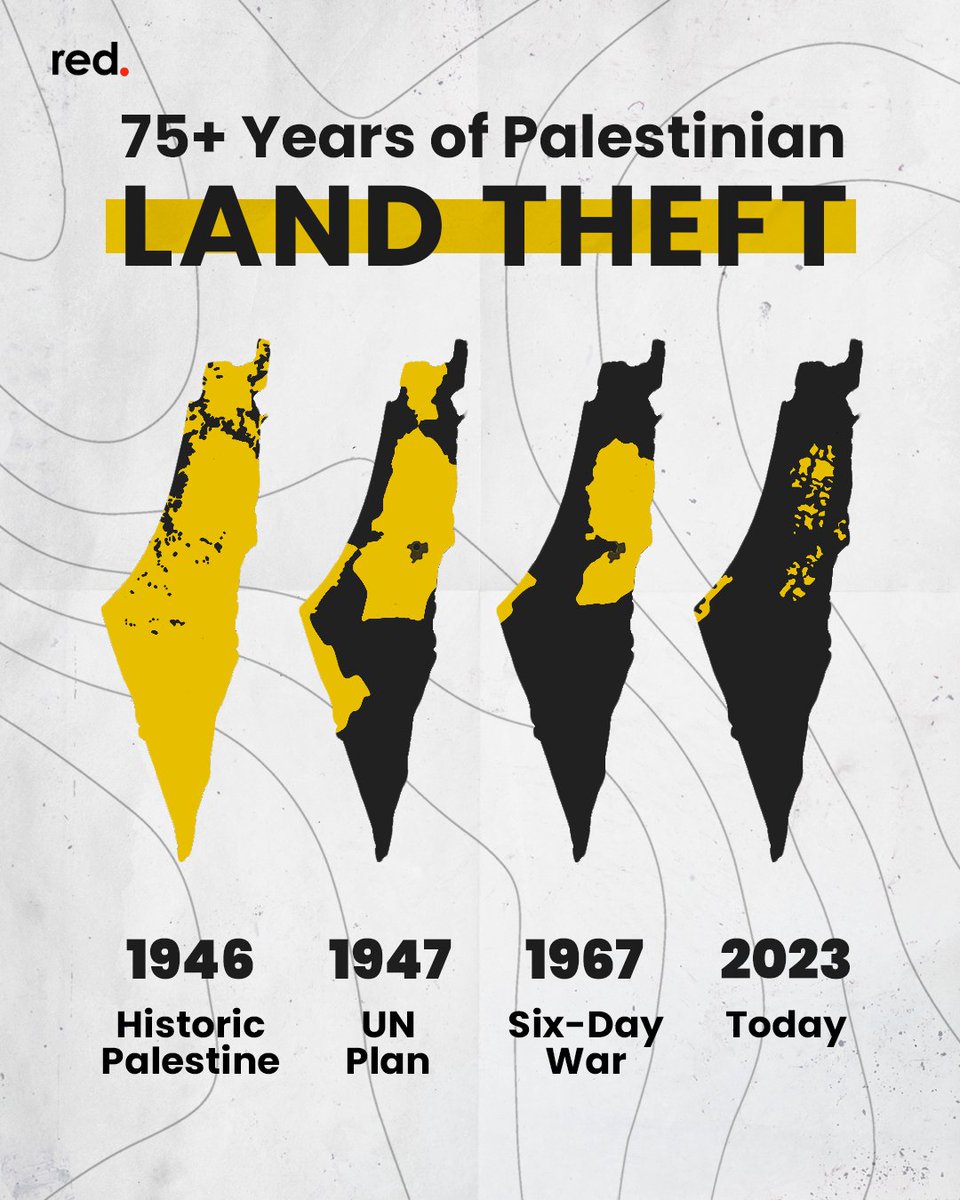 red.
75+ Years of Palestinian
LAND THEFT
1946
Historic
Palestine
1947
UN
Plan
1967
Six-Day
War
2023
Today